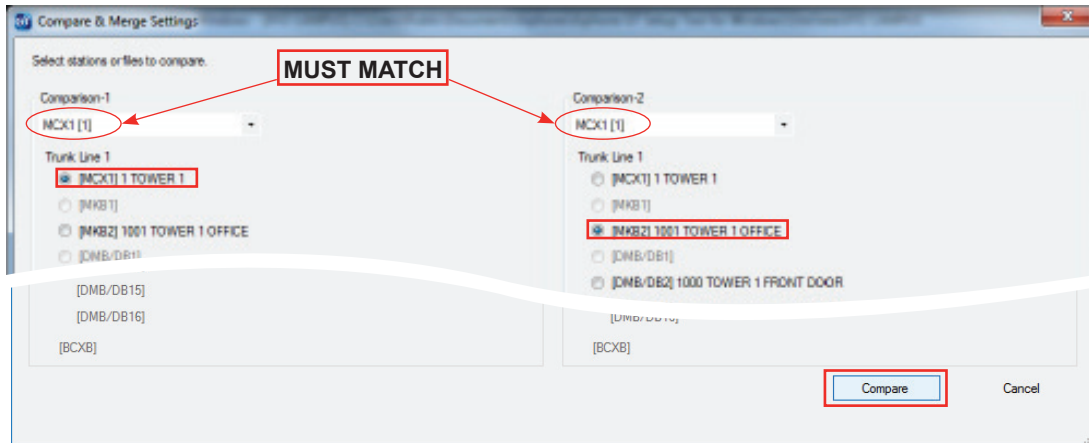 Compare & Merge Settings
Select stations or files to compare.
MUST MATCH
Comparison-1
MCX1 [1]
Trunk Line 1
[MCX1] 1 TOWER 1
[MKB1]
[MKB2] 1001 TOWER 1 OFFICE
[DMB/DB1]
[DMB/DB15]
[DMB/DB16]
[BCXB]
Comparison-2
MCX1 [1]
Trunk Line 1
[MCX1] 1 TOWER 1
[MKB1]
[MKB2] 1001 TOWER 1 OFFICE
[DMB/DB1]
[DMB/DB2] 1000 TOWER 1 FRONT DOOR
[BCXB]
Compare
Cancel